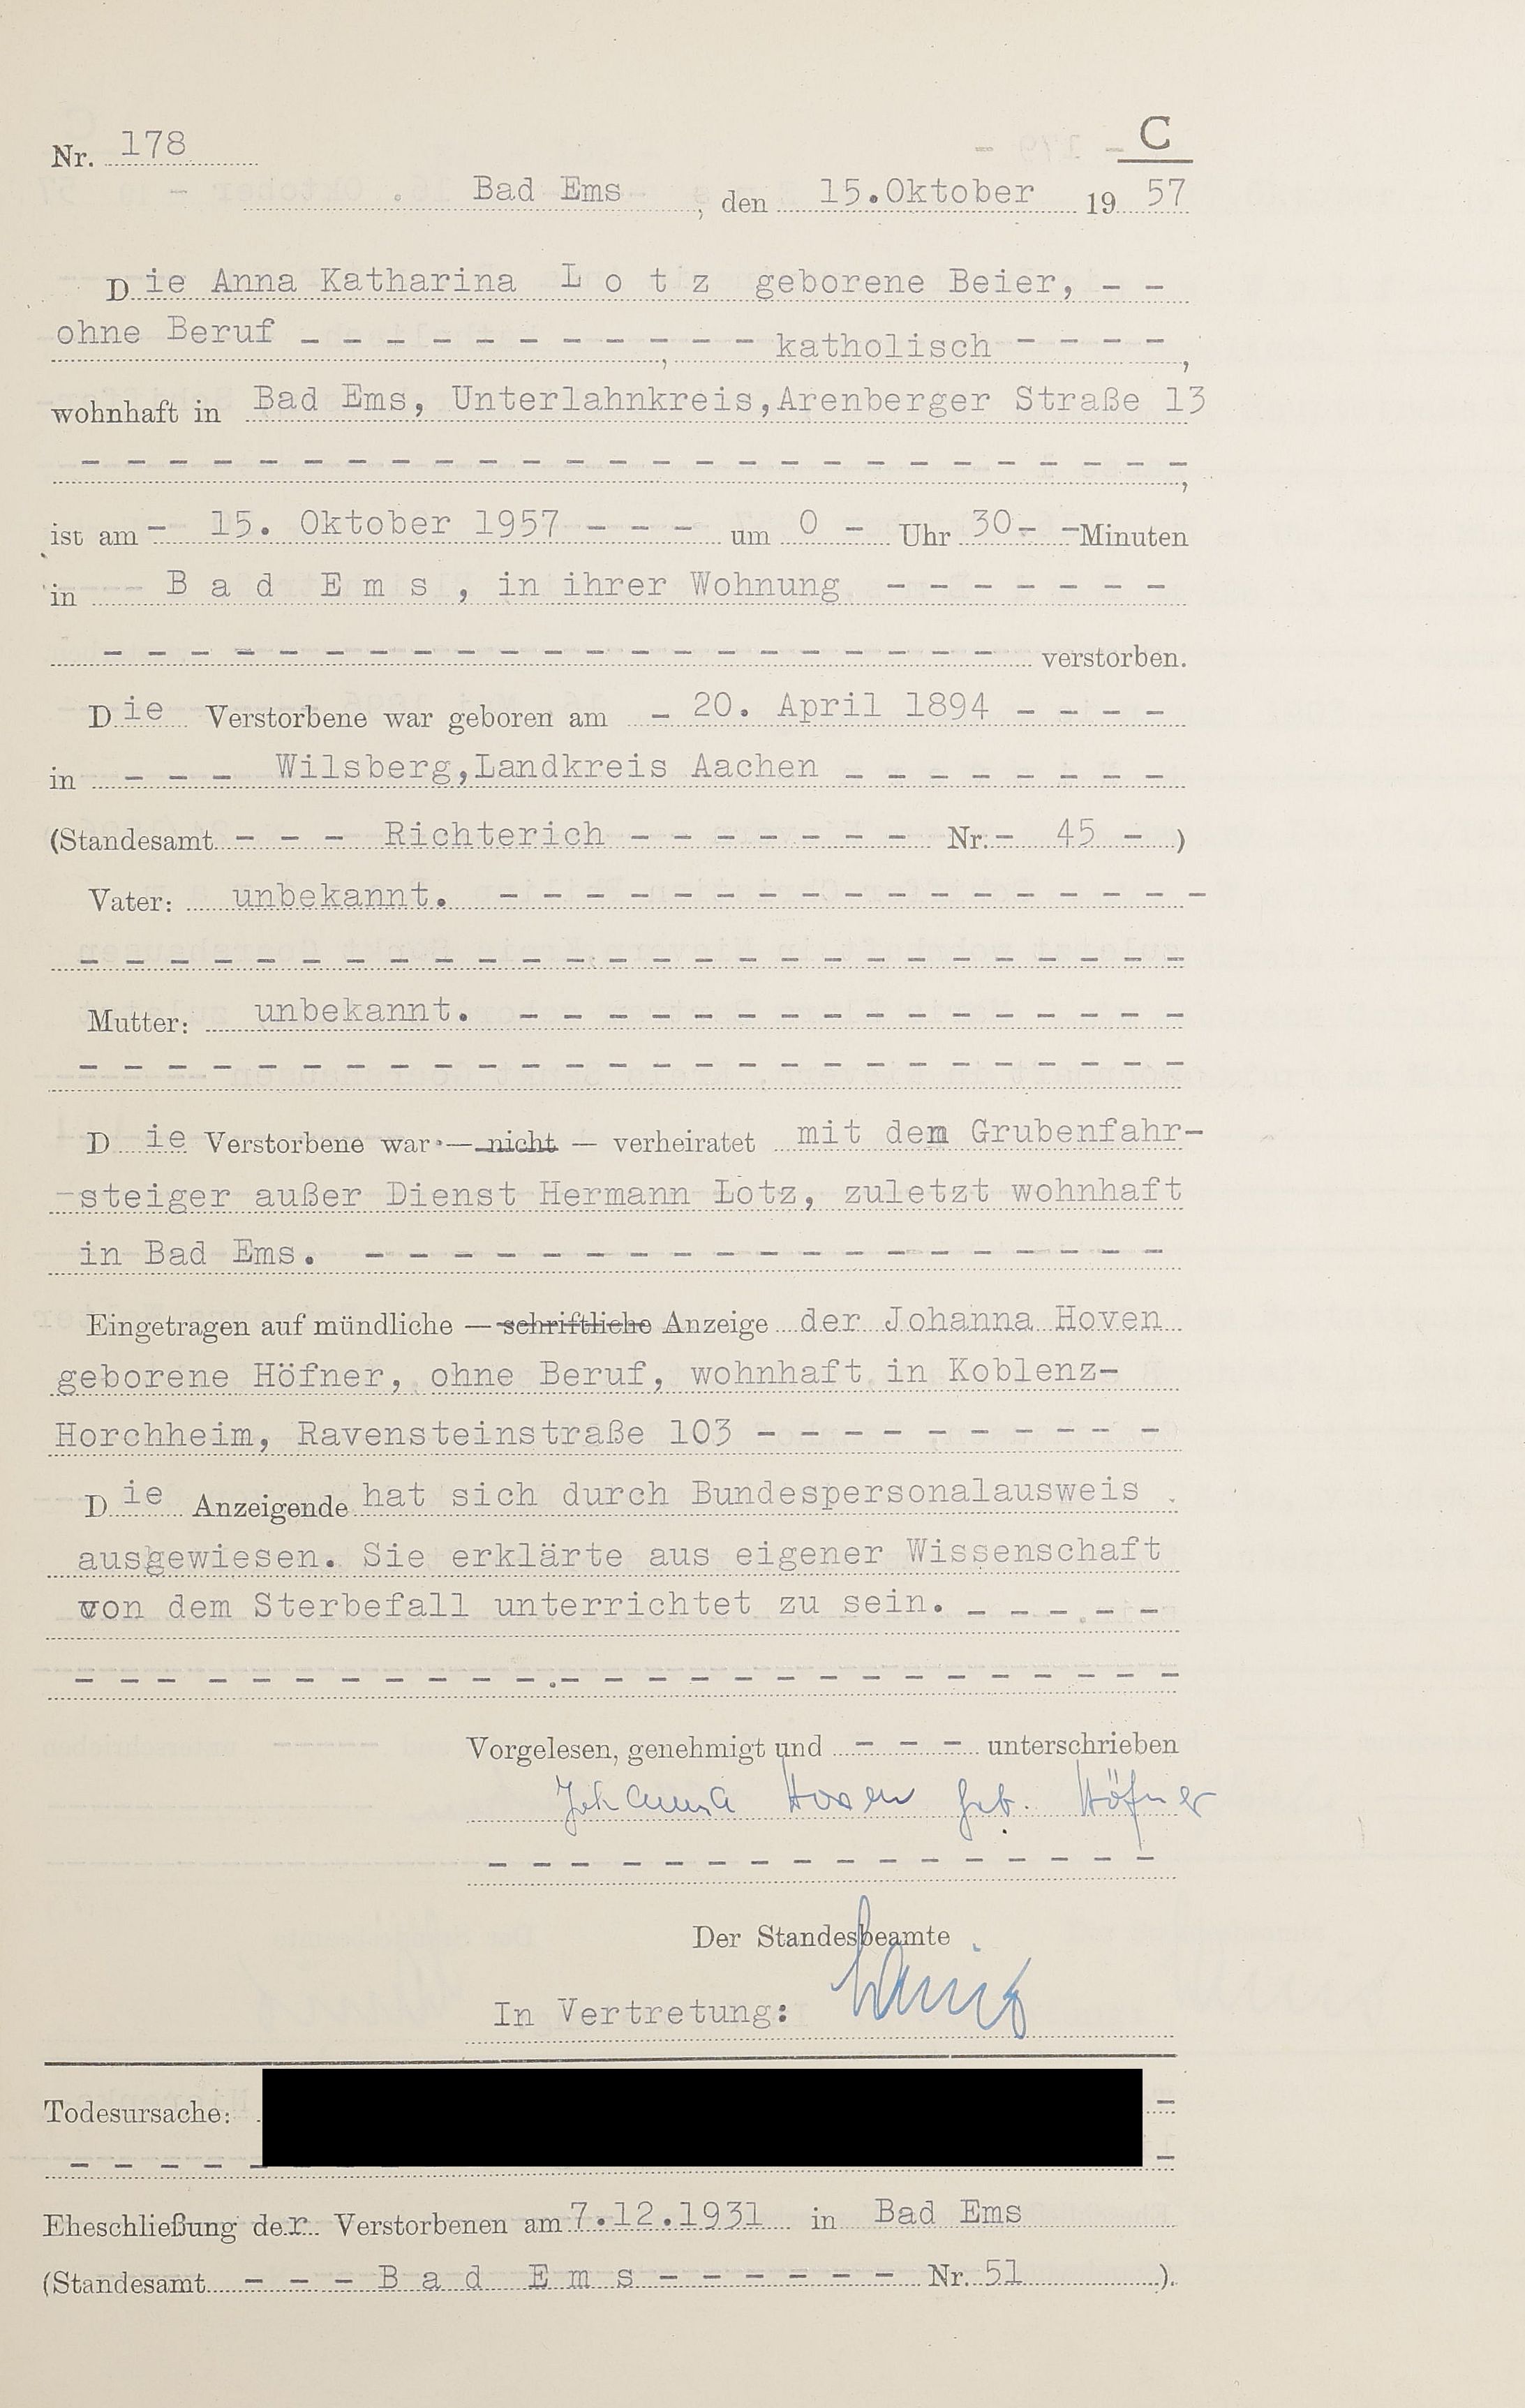 Nr. 178
C
Bad Ems, den 15.Oktober 1957
Die Anna Katharina L o t z geborene Beier, - -
ohne Beruf - - - - - - - - -, - - katholisch - - - -,
wohnhaft in Bad Ems, Unterlahnkreis,Arenberger Straße 13
- - - - - - - - - - - - - - - - - - - - - - - - - -,
ist am - 15. Oktober 1957 - - - um 0 - Uhr 30- -Minuten
in B a d E m s , in ihrer Wohnung - - - - - - -
- - - - - - - - - - - - - - - - - - - - - verstorben.
Die Verstorbene war geboren am - 20. April 1894 - - - -
in - - - Wilsberg,Landkreis Aachen - - - - - - - -
(Standesamt - - - Richterich - - - - - - - Nr.- 45 - )
Vater: unbekannt. - - - - - - - - - - - - - - - - -
- - - - - - - - - - - - - - - - - - - - - - - - - -
Mutter: unbekannt. - - - - - - - - - - - - - - - -
- - - - - - - - - - - - - - - - - - - - - - - - - -
Die Verstorbene war — nicht — verheiratet mit dem Grubenfahr-
-steiger außer Dienst Hermann Lotz, zuletzt wohnhaft
in Bad Ems. - - - - - - - - - - - - - - - - - - -
Eingetragen auf mündliche — schriftliche Anzeige der Johanna Hoven
geborene Höfner, ohne Beruf, wohnhaft in Koblenz-
Horchheim, Ravensteinstraße 103 - - - - - - - - - -
Die Anzeigende hat sich durch Bundespersonalausweis
ausgewiesen. Sie erklärte aus eigener Wissenschaft
von dem Sterbefall unterrichtet zu sein. - - - - -
- - - - - - - - - - - - - - - - - - - - - - - - - -
Vorgelesen, genehmigt und - - - unterschrieben
Johanna Hoven geb. Höfner
- - - - - - - - - - - - - - - -
Der Standesbeamte
In Vertretung:
Todesursache: -
- - - - - -
Eheschließung der Verstorbenen am 7.12.1931 in Bad Ems
(Standesamt - - - B a d E m s - - - - - - Nr. 51 ).